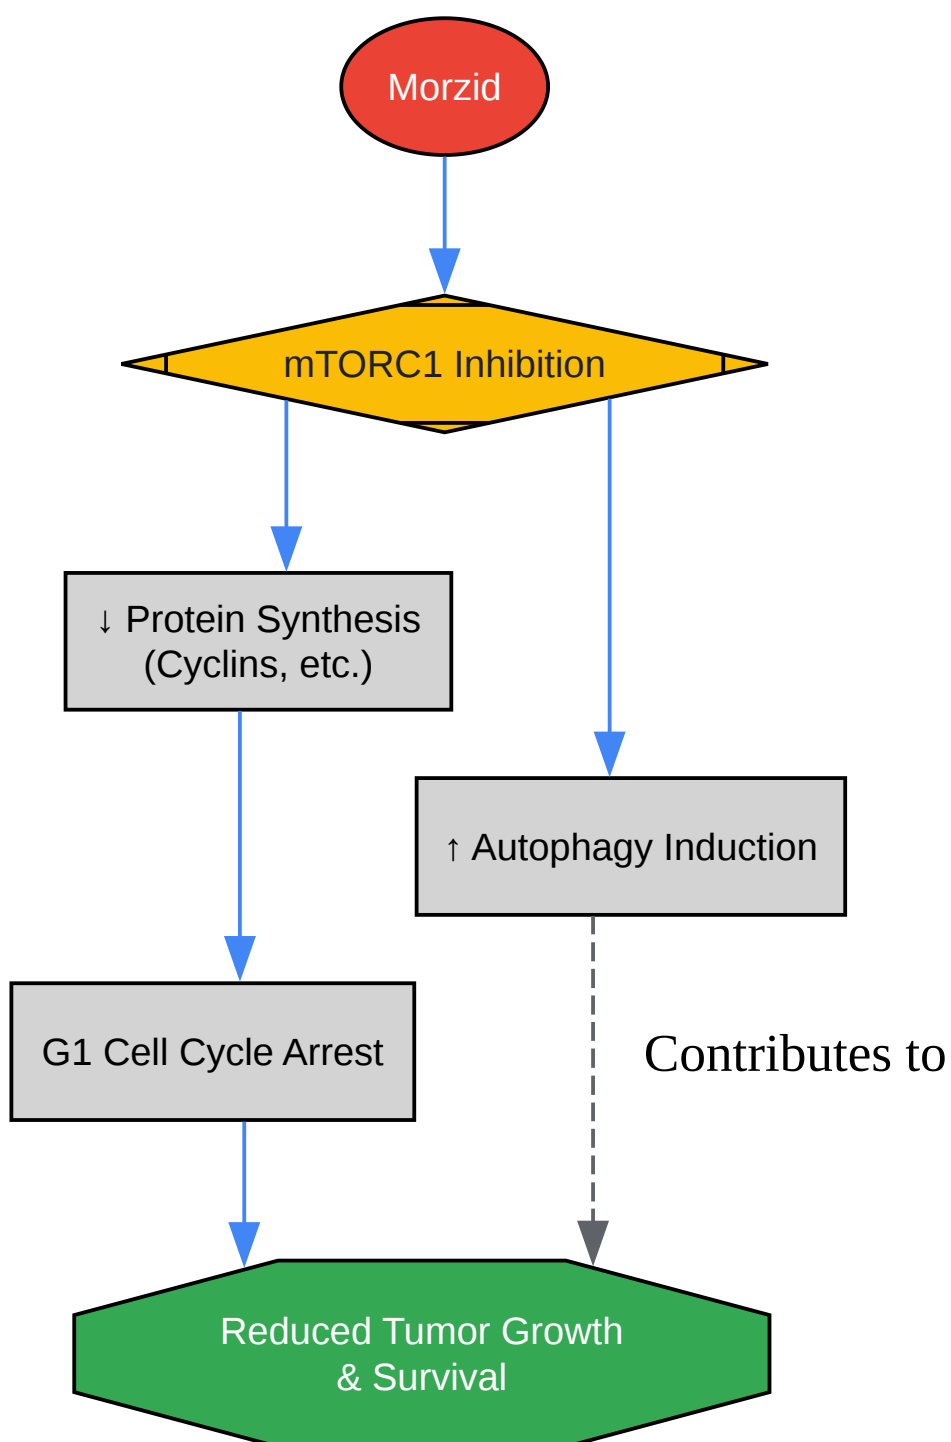 Morzid
mTORC1 Inhibition
↓ Protein Synthesis
(Cyclins, etc.)
↑ Autophagy Induction
G1 Cell Cycle Arrest
Contributes to
Reduced Tumor Growth
& Survival